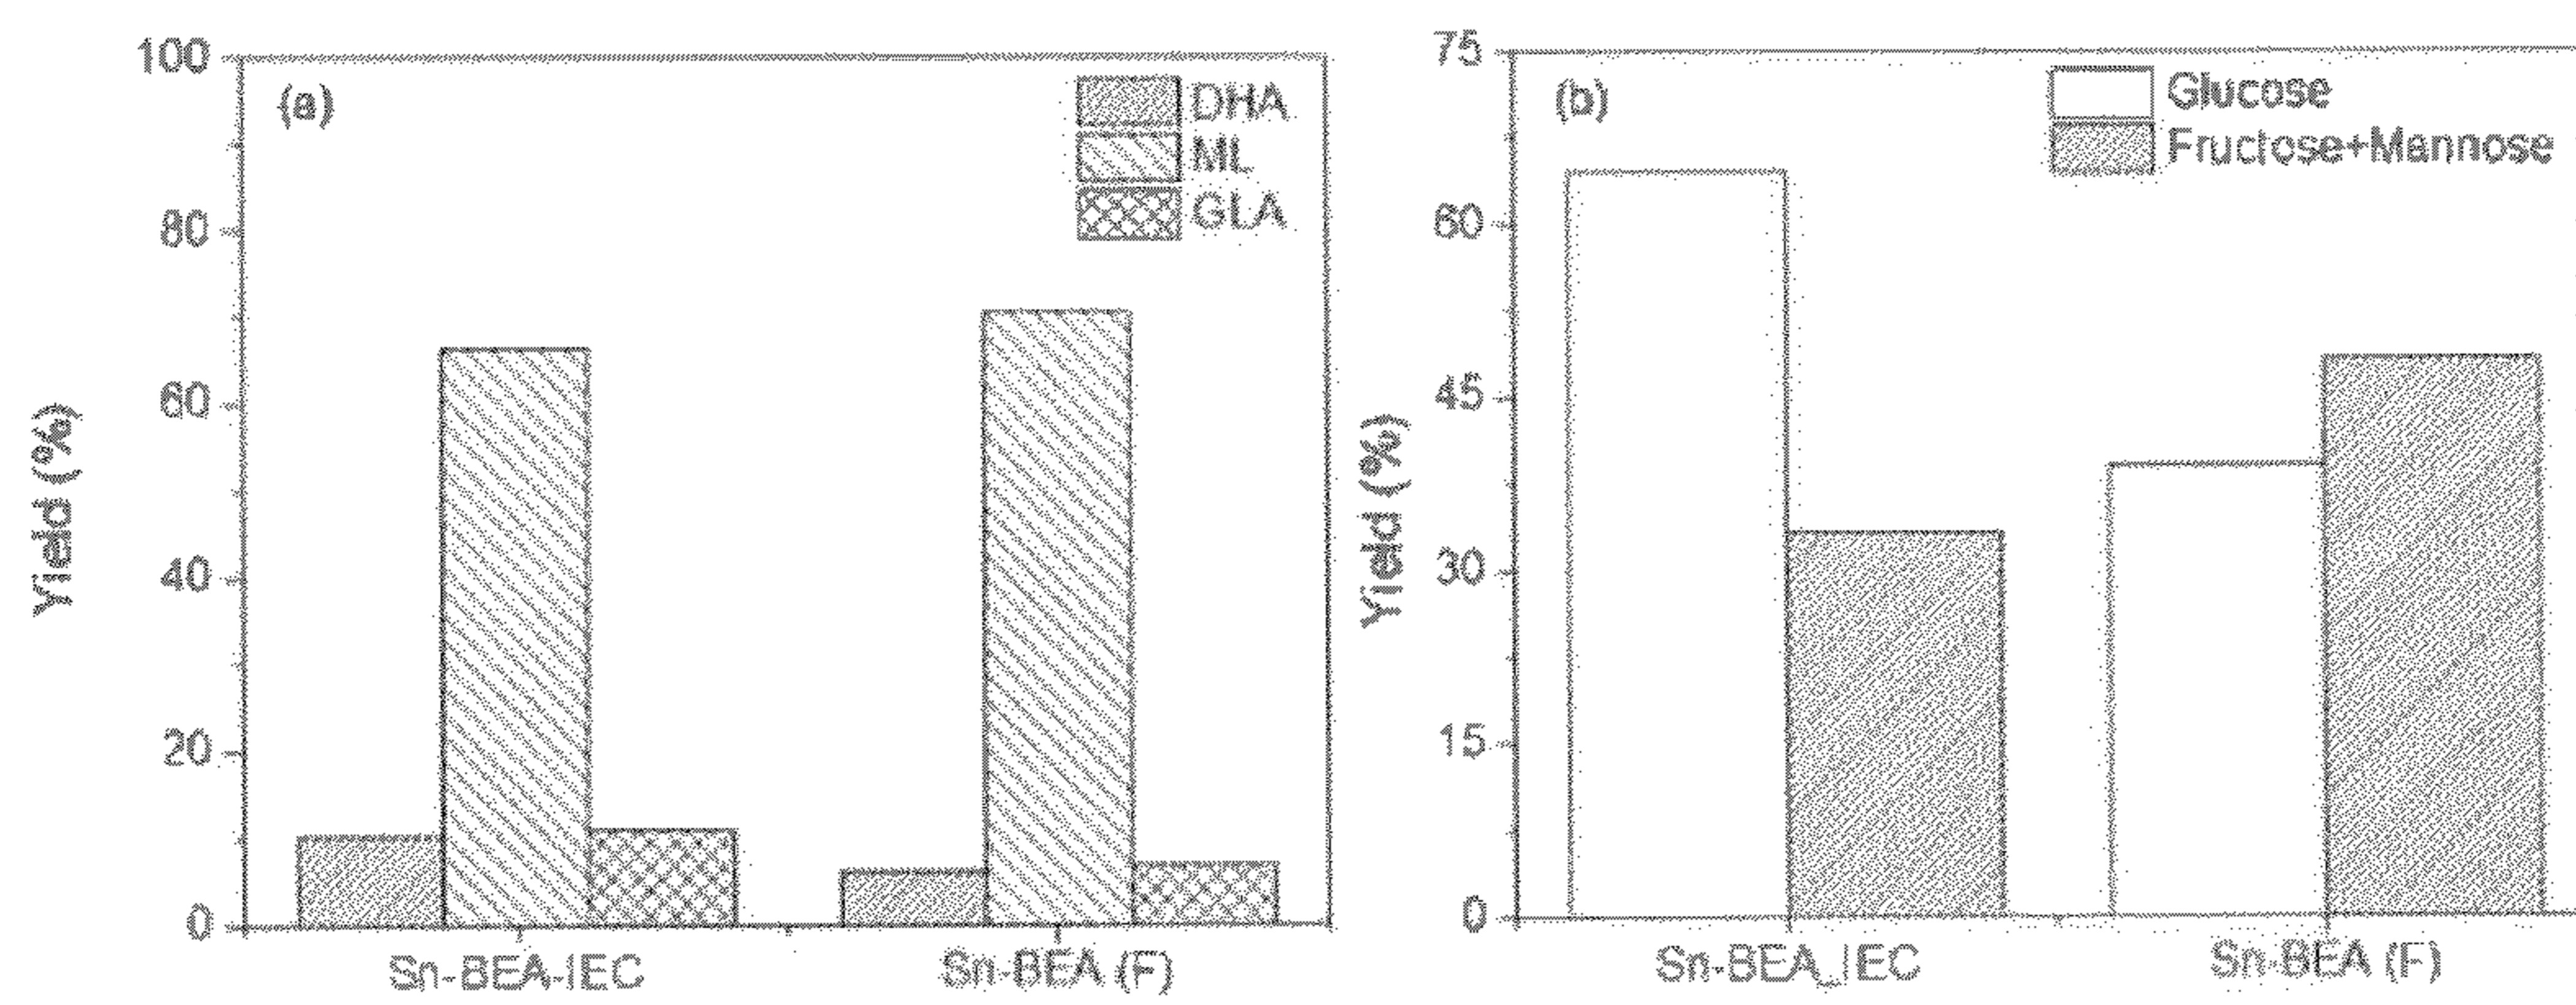 100
80
60
40
20
0
Yield (%)
(a)
DHA
ML
GLA
Sn-BEA-IEC
Sn-BEA (F)
75
60
45
30
15
0
Yield (%)
(b)
Glucose
Fructose+Mannose
Sn-BEA_IEC
Sn-BEA (F)